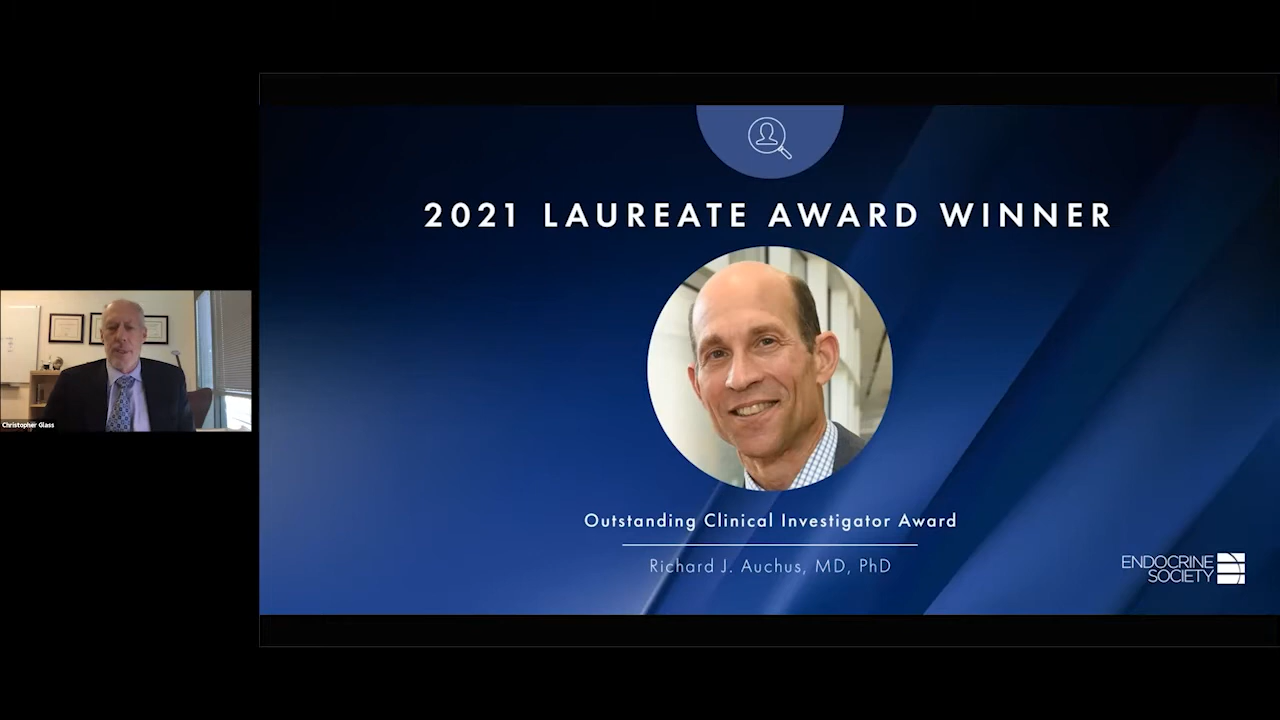 2021 LAUREATE AWARD WINNER
Christopher Glass
Outstanding Clinical Investigator Award
Richard J. Auchus, MD, PhD
ENDOCRINE
SOCIETY